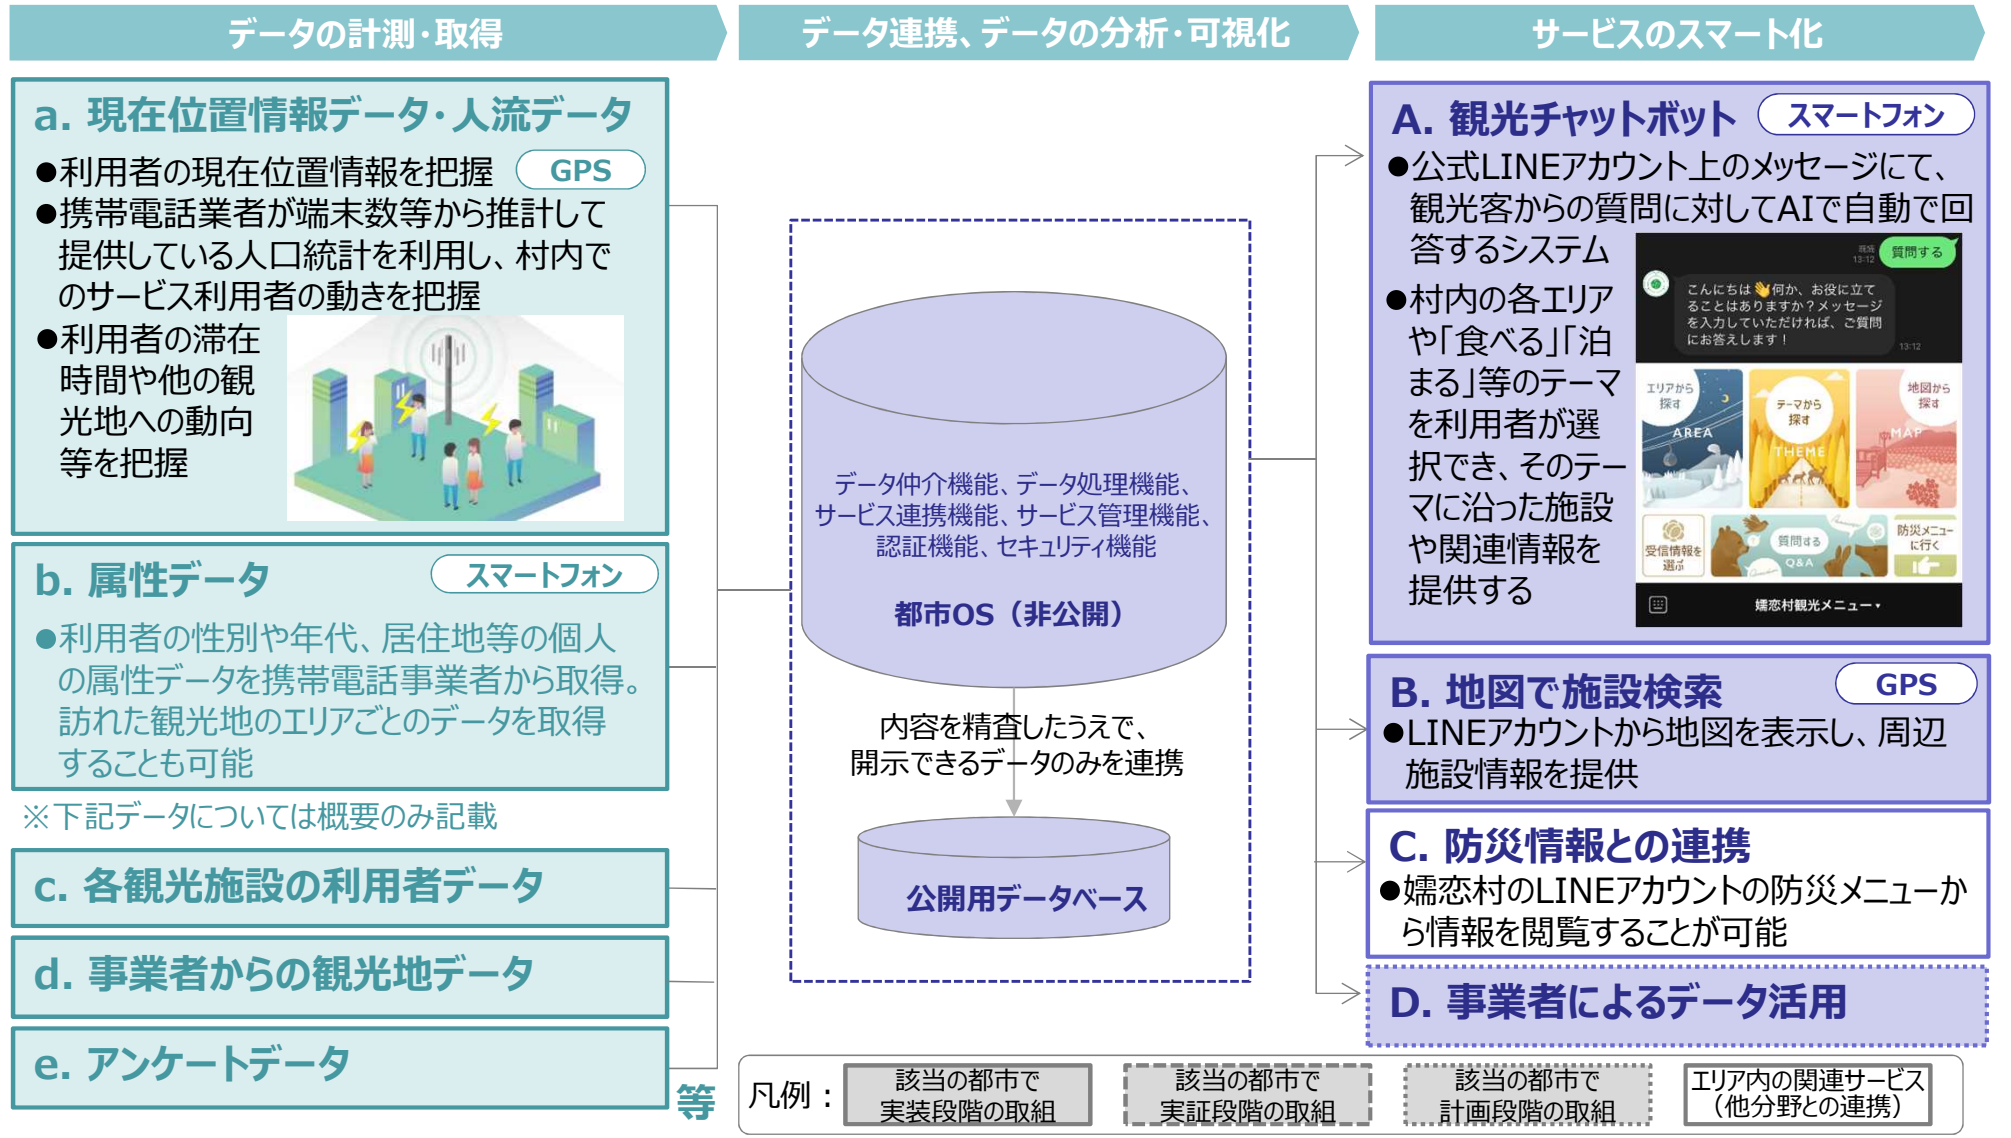 データの計測・取得
データ連携、データの分析・可視化
サービスのスマート化
a. 現在位置情報データ・人流データ
●利用者の現在位置情報を把握
GPS
●携帯電話業者が端末数等から推計して
提供している人口統計を利用し、村内で
のサービス利用者の動きを把握
●利用者の滞在
時間や他の観
光地への動向
等を把握
b. 属性データ
スマートフォン
●利用者の性別や年代、居住地等の個人
の属性データを携帯電話事業者から取得。
訪れた観光地のエリアごとのデータを取得
することも可能
※下記データについては概要のみ記載
c. 各観光施設の利用者データ
d. 事業者からの観光地データ
e. アンケートデータ
等
データ仲介機能、データ処理機能、
サービス連携機能、サービス管理機能、
認証機能、セキュリティ機能
都市OS（非公開）
内容を精査したうえで、
開示できるデータのみを連携
公開用データベース
A. 観光チャットボット
スマートフォン
●公式LINEアカウント上のメッセージにて、
観光客からの質問に対してAIで自動で回
答するシステム
●村内の各エリア
や「食べる」「泊
まる」等のテーマ
を利用者が選
択でき、そのテー
マに沿った施設
や関連情報を
提供する
既読
13:12
質問する
こんにちは👋何か、お役に立て
ることはありますか？メッセージ
を入力していただければ、ご質問
にお答えします！
13:12
エリアから
探す
AREA
テーマから
探す
THEME
地図から
探す
MAP
受信情報を
選ぶ
質問する
Q&A
防災メニュー
に行く
嬬恋村観光メニュー▾
B. 地図で施設検索
GPS
●LINEアカウントから地図を表示し、周辺
施設情報を提供
C. 防災情報との連携
●嬬恋村のLINEアカウントの防災メニューか
ら情報を閲覧することが可能
D. 事業者によるデータ活用
凡例：
該当の都市で
実装段階の取組
該当の都市で
実証段階の取組
該当の都市で
計画段階の取組
エリア内の関連サービス
（他分野との連携）